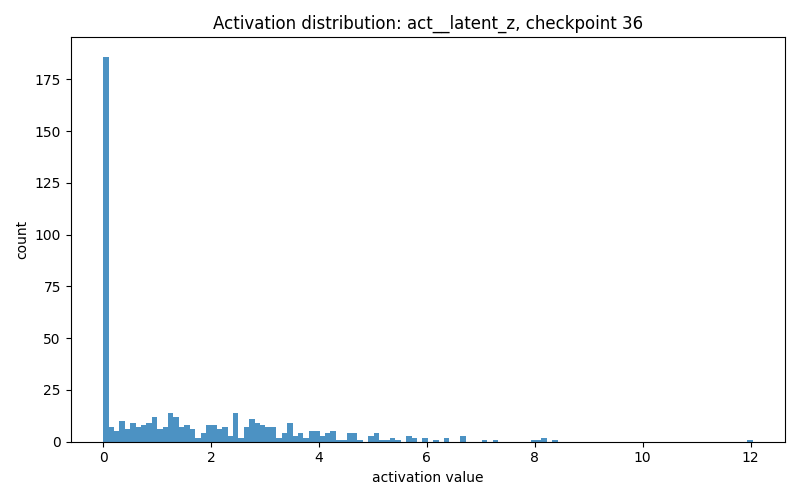 Activation distribution: act__latent_z, checkpoint 36
175
150
125
100
75
50
25
0
count
0 2 4 6 8 10 12
activation value